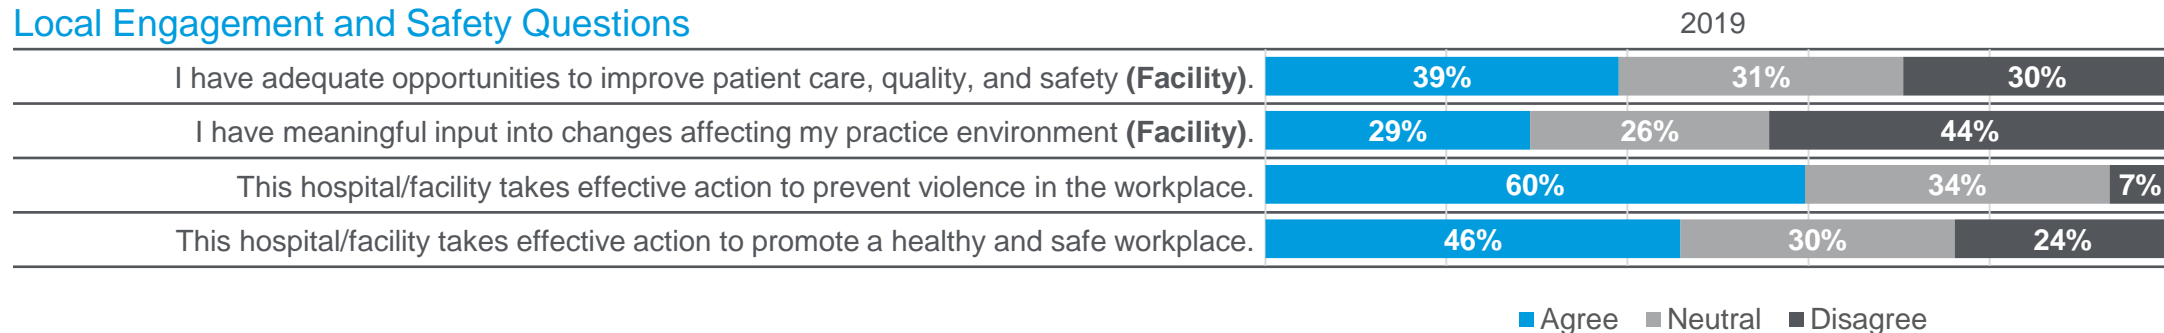 Local Engagement and Safety Questions 2019
I have adequate opportunities to improve patient care, quality, and safety (Facility). 39% 31% 30%
I have meaningful input into changes affecting my practice environment (Facility). 29% 26% 44%
This hospital/facility takes effective action to prevent violence in the workplace. 60% 34% 7%
This hospital/facility takes effective action to promote a healthy and safe workplace. 46% 30% 24%
Agree Neutral Disagree